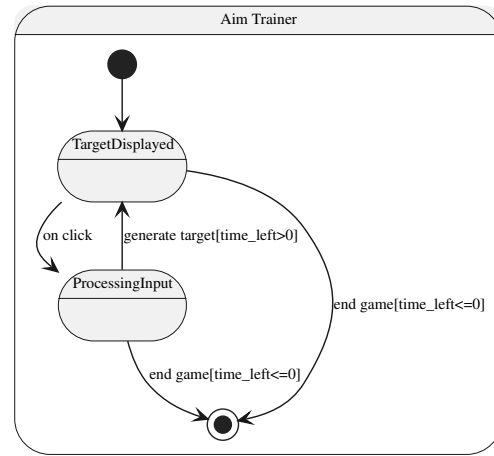 Aim Trainer
TargetDisplayed
on click
generate target[time_left>0]
ProcessingInput
end game[time_left<=0]
end game[time_left<=0]